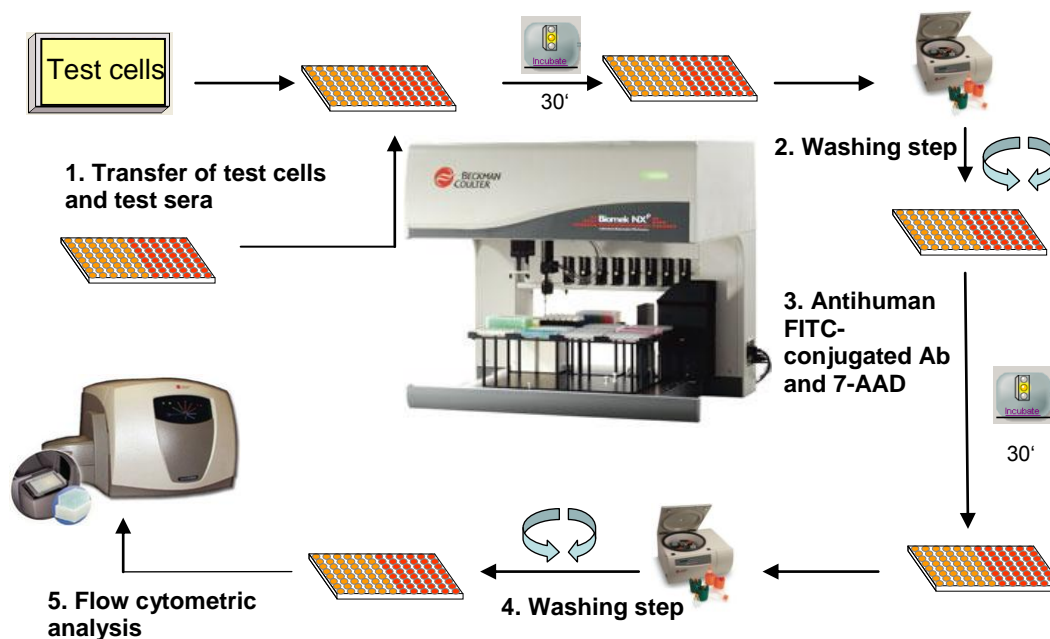 Test cells
Incubate
30‘
1. Transfer of test cells
and test sera
2. Washing step
BECKMAN
COULTER
Biomek NXP
3. Antihuman
FITC-
conjugated Ab
and 7-AAD
Incubate
30‘
4. Washing step
5. Flow cytometric
analysis